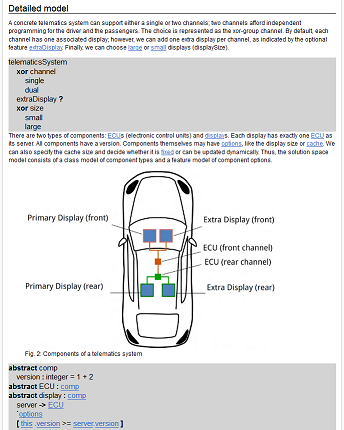 Detailed model
A concrete telematics system can support either a single or two channels; two channels afford independent
programming for the driver and the passengers. The choice is represented as the xor-group channel. By default, each
channel has one associated display; however, we can add one extra display per channel, as indicated by the optional
feature extraDisplay. Finally, we can choose large or small displays (displaySize).
telematicsSystem
xor channel
single
dual
extraDisplay ?
xor size
small
large
There are two types of components: ECUs (electronic control units) and displays. Each display has exactly one ECU as
its server. All components have a version. Components themselves may have options, like the display size or cache. We
can also specify the cache size and decide whether it is fixed or can be updated dynamically. Thus, the solution space
model consists of a class model of component types and a feature model of component options.
Primary Display (front)
Extra Display (front)
ECU (front channel)
ECU (rear channel)
Primary Display (rear)
Extra Display (rear)
Fig. 2: Components of a telematics system
abstract comp
version : integer = 1 + 2
abstract ECU : comp
abstract display : comp
server -> ECU
`options
[ this .version >= server.version ]